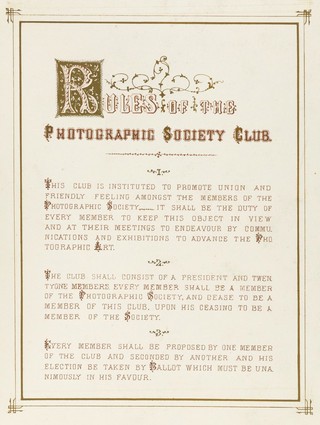 RULES OF THE
PHOTOGRAPHIC SOCIETY CLUB.
1
THIS CLUB IS INSTITUTED TO PROMOTE UNION AND
FRIENDLY FEELING AMONGST THE MEMBERS OF THE
PHOTOGRAPHIC SOCIETY....... IT SHALL BE THE DUTY OF
EVERY MEMBER TO KEEP THIS OBJECT IN VIEW
AND AT THEIR MEETINGS TO ENDEAVOUR BY COMMU
NICATIONS AND EXHIBITIONS TO ADVANCE THE PHO
TOGRAPHIC ART.
2
THE CLUB SHALL CONSIST OF A PRESIDENT AND TWEN
TYONE MEMBERS EVERY MEMBER SHALL BE A MEMBER
OF THE PHOTOGRAPHIC SOCIETY, AND CEASE TO BE A
MEMBER OF THIS CLUB, UPON HIS CEASING TO BE A
MEMBER OF THE SOCIETY.
3
EVERY MEMBER SHALL BE PROPOSED BY ONE MEMBER
OF THE CLUB AND SECONDED BY ANOTHER AND HIS
ELECTION BE TAKEN BY BALLOT WHICH MUST BE UNA
NIMOUSLY IN HIS FAVOUR.